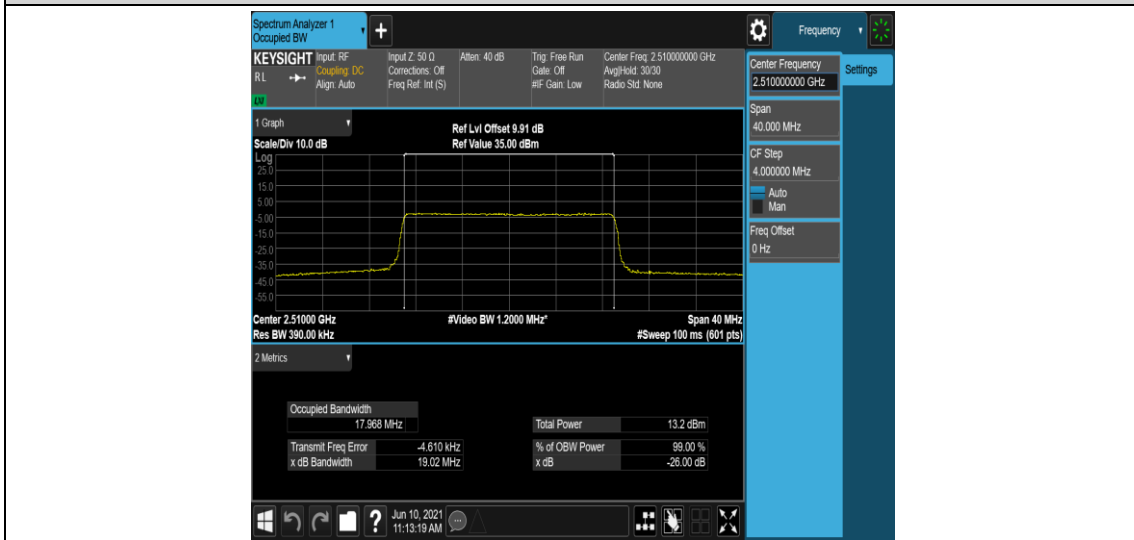 Spectrum Analyzer 1
Occupied BW
+
Frequency
KEYSIGHT
RL
LXI
Input: RF
Coupling: DC
Align: Auto
Input Z: 50 Ω
Corrections: Off
Freq Ref: Int (S)
Atten: 40 dB
Trig: Free Run
Gate: Off
#IF Gain: Low
Center Freq: 2.510000000 GHz
Avg|Hold: 30/30
Radio Std: None
Center Frequency
2.510000000 GHz
Settings
Span
40.000 MHz
CF Step
4.000000 MHz
Auto
Man
Freq Offset
0 Hz
1 Graph
Scale/Div 10.0 dB
Ref Lvl Offset 9.91 dB
Ref Value 35.00 dBm
Log
25.0
15.0
5.00
-5.00
-15.0
-25.0
-35.0
-45.0
-55.0
Center 2.51000 GHz
#Video BW 1.2000 MHz*
Span 40 MHz
Res BW 390.00 kHz
#Sweep 100 ms (601 pts)
2 Metrics
Occupied Bandwidth
17.968 MHz
Total Power 13.2 dBm
Transmit Freq Error -4.610 kHz
% of OBW Power 99.00 %
x dB Bandwidth 19.02 MHz
x dB -26.00 dB
?
Jun 10, 2021
11:13:19 AM